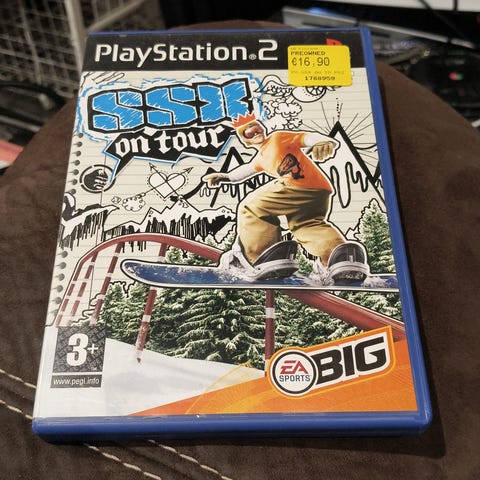 PlayStation®2
PREOWNED
€16,90
1768959
SSX
on tour
3+
www.pegi.info
EA
SPORTS
BIG